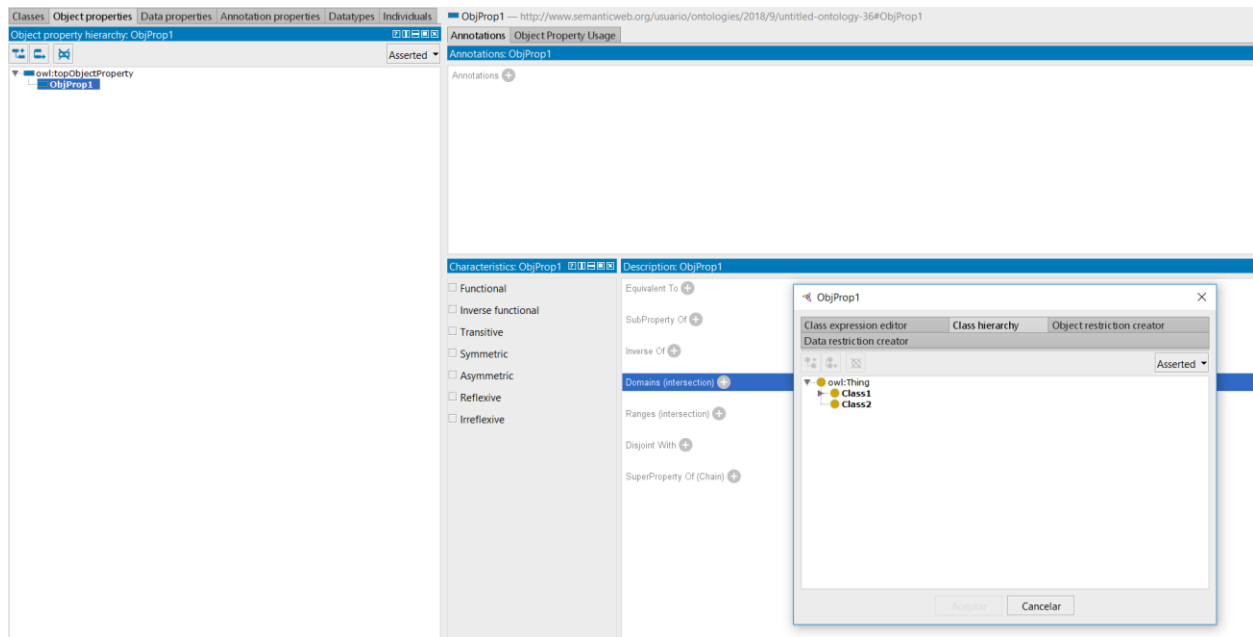 Classes Object properties Data properties Annotation properties Datatypes Individuals
Object property hierarchy: ObjProp1
Asserted
owl:topObjectProperty
ObjProp1
ObjProp1 — http://www.semanticweb.org/usuario/ontologies/2018/9/untitled-ontology-36#ObjProp1
Annotations Object Property Usage
Annotations: ObjProp1
Annotations
Characteristics: ObjProp1
Functional
Inverse functional
Transitive
Symmetric
Asymmetric
Reflexive
Irreflexive
Description: ObjProp1
Equivalent To
SubProperty Of
Inverse Of
Domains (intersection)
Ranges (intersection)
Disjoint With
SuperProperty Of (Chain)
ObjProp1
Class expression editor Class hierarchy Object restriction creator
Data restriction creator
Asserted
owl:Thing
Class1
Class2
Aceptar Cancelar